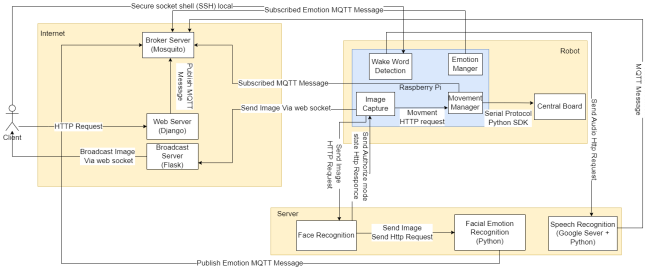 Secure socket shell (SSH) local
Subscribed Emotion MQTT Message
Internet
Broker Server
(Mosquito)
Robot
Wake Word
Detection
Emotion
Manger
MQTT Message
Publish MQTT
Message
Subscribed MQTT Message
Raspberry Pi
Image
Capture
Movement
Manager
Central Board
Send Image Via web socket
Movment
HTTP request
Serial Protocol
Python SDK
Client
HTTP Request
Web Server
(Django)
Broadcast Image
Via web socket
Broadcast
Server
(Flask)
Send Image
HTTP Request
Send Authorize mode
state Http Responce
Send Audio Http Request
Server
Face Recognition
Send Image
Send Http Request
Facial Emotion
Recognition
(Python)
Speech Recognition
(Google Sever +
Python)
Publish Emotion MQTT Message